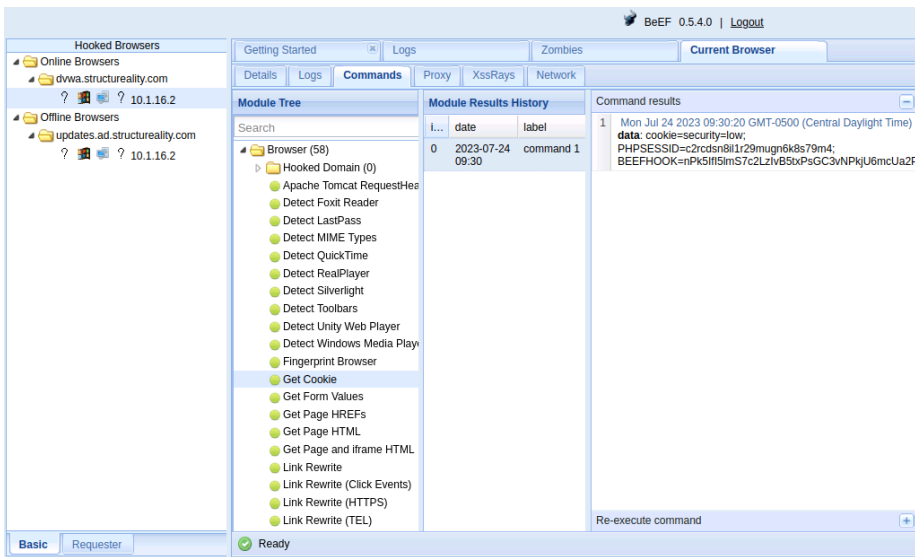 BeEF 0.5.4.0 | Logout
Hooked Browsers
Online Browsers
dvwa.structureality.com
? ? 10.1.16.2
Offline Browsers
updates.ad.structureality.com
? ? 10.1.16.2
Basic
Requester
Getting Started
Logs
Zombies
Current Browser
Details
Logs
Commands
Proxy
XssRays
Network
Module Tree
Search
Browser (58)
Hooked Domain (0)
Apache Tomcat RequestHea
Detect Foxit Reader
Detect LastPass
Detect MIME Types
Detect QuickTime
Detect RealPlayer
Detect Silverlight
Detect Toolbars
Detect Unity Web Player
Detect Windows Media Playe
Fingerprint Browser
Get Cookie
Get Form Values
Get Page HREFs
Get Page HTML
Get Page and iframe HTML
Link Rewrite
Link Rewrite (Click Events)
Link Rewrite (HTTPS)
Link Rewrite (TEL)
Module Results History
i... date label
0 2023-07-24 command 1
09:30
Command results
1 Mon Jul 24 2023 09:30:20 GMT-0500 (Central Daylight Time)
data: cookie=security=low;
PHPSESSID=c2rcdsn8il1r29mugn6k8s79m4;
BEEFHOOK=nPk5Ifl5lmS7c2LzIvB5txPsGC3vNPkjU6mcUa2F
Re-execute command
Ready